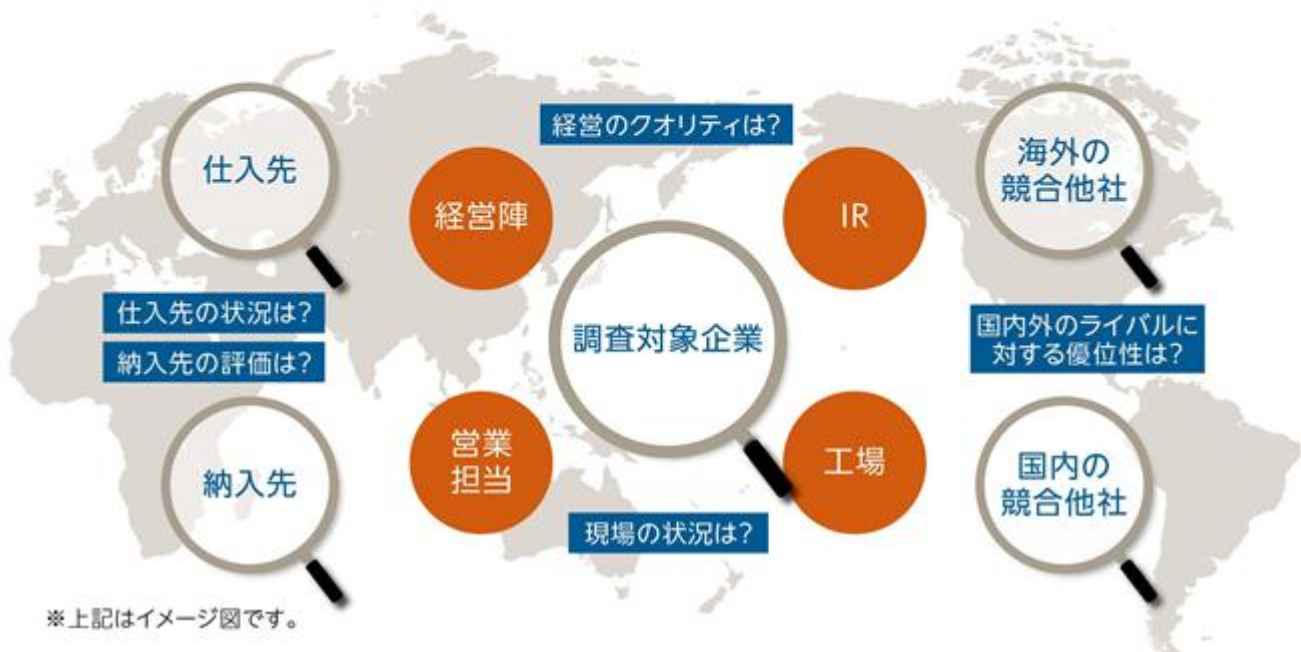 経営のクオリティは?
仕入先
経営陣
IR
海外の
競合他社
仕入先の状況は?
納入先の評価は?
調査対象企業
国内外のライバルに
対する優位性は?
納入先
営業
担当
工場
国内の
競合他社
現場の状況は?
※上記はイメージ図です。